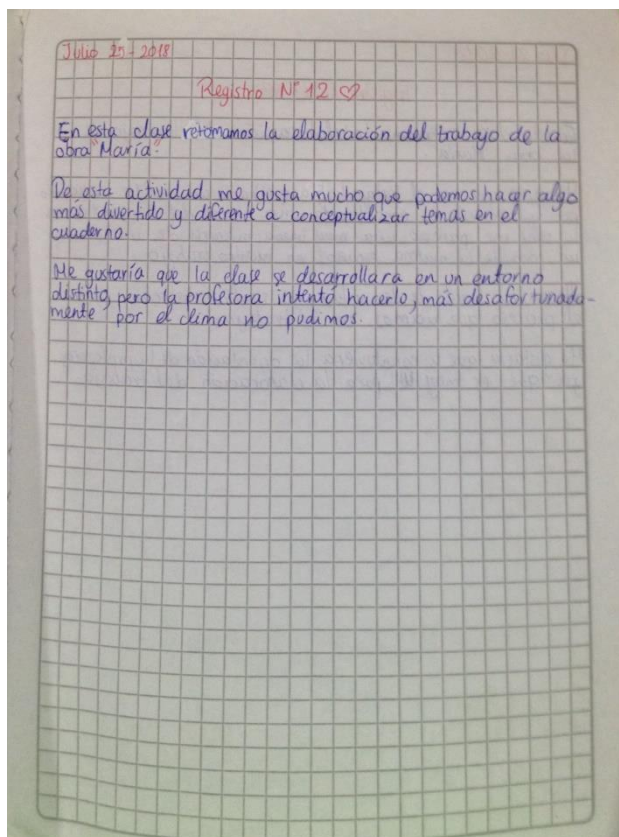 Julio 25 - 2018
Registro N° 12 ♡
En esta clase retomamos la elaboración del trabajo de la
obra "María".
De esta actividad me gusta mucho que podemos hacer algo
más divertido y diferente a conceptualizar temas en el
cuaderno.
Me gustaría que la clase se desarrollara en un entorno
distinto, pero la profesora intentó hacerlo, más desafortunada-
mente por el clima no pudimos.